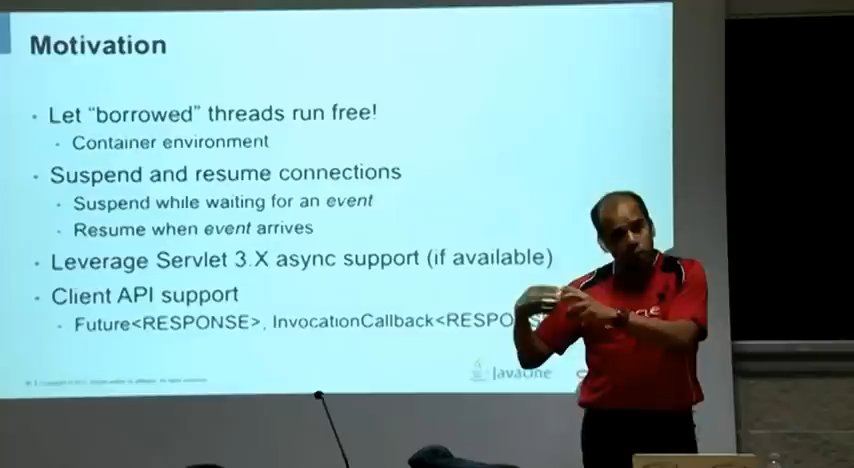 Motivation
· Let “borrowed” threads run free!
· Container environment
· Suspend and resume connections
· Suspend while waiting for an event
· Resume when event arrives
· Leverage Servlet 3.X async support (if available)
· Client API support
· Future<RESPONSE>, InvocationCallback<RESPO
JavaOne